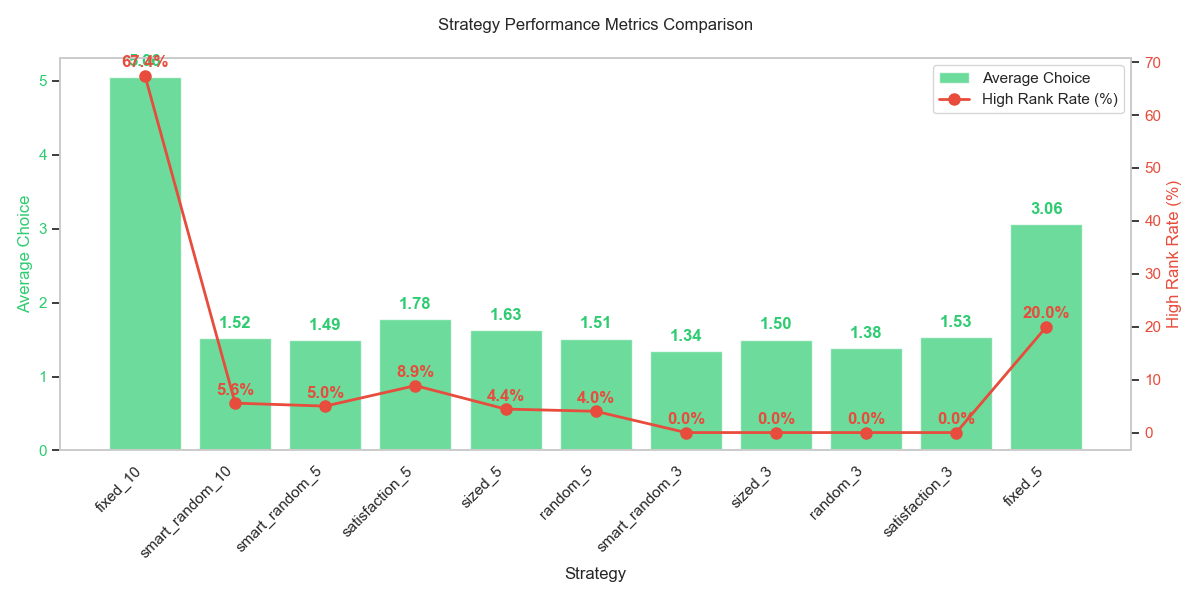 Strategy Performance Metrics Comparison
Average Choice
High Rank Rate (%)
5
4
3
2
1
0
Average Choice
67.4%
1.52
1.49
1.78
1.63
1.51
1.34
1.50
1.38
1.53
3.06
5.6%
5.0%
8.9%
4.4%
4.0%
0.0%
0.0%
0.0%
0.0%
20.0%
70
60
50
40
30
20
10
0
High Rank Rate (%)
fixed_10
smart_random_10
smart_random_5
satisfaction_5
sized_5
random_5
smart_random_3
sized_3
random_3
satisfaction_3
fixed_5
Strategy